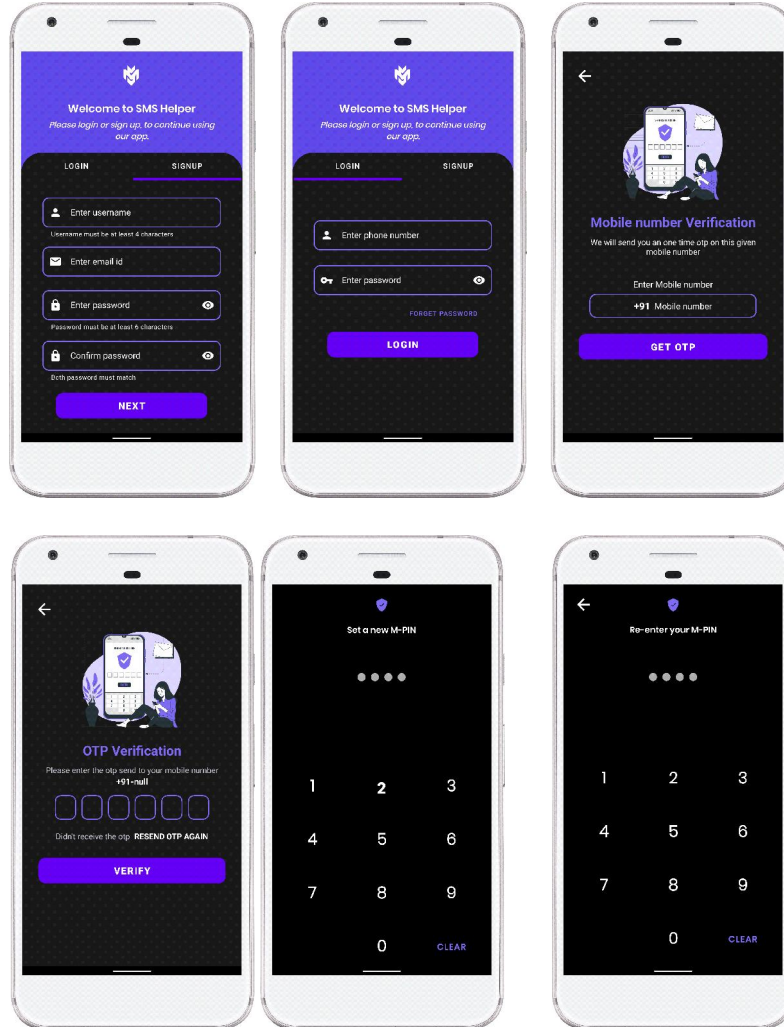 Welcome to SMS Helper
Please login or sign up, to continue using
our app.
LOGIN SIGNUP
Enter username
Username must be at least 4 characters
Enter email id
Enter password
Password must be at least 6 characters
Confirm password
Both password must match
NEXT
Welcome to SMS Helper
Please login or sign up, to continue using
our app.
LOGIN SIGNUP
Enter phone number
Enter password
FORGET PASSWORD
LOGIN
Mobile number Verification
We will send you an one time otp on this given
mobile number
Enter Mobile number
+91 Mobile number
GET OTP
OTP Verification
Please enter the otp send to your mobile number
+91-null
Didn't receive the otp RESEND OTP AGAIN
VERIFY
Set a new M-PIN
1 2 3
4 5 6
7 8 9
0 CLEAR
Re-enter your M-PIN
1 2 3
4 5 6
7 8 9
0 CLEAR